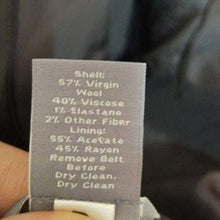 Shell:
57% Virgin
Wool
40% Viscose
1% Elastane
2% Other Fiber
Lining:
55% Acetate
45% Rayon
Remove Belt
Before
Dry Clean.
Dry Clean